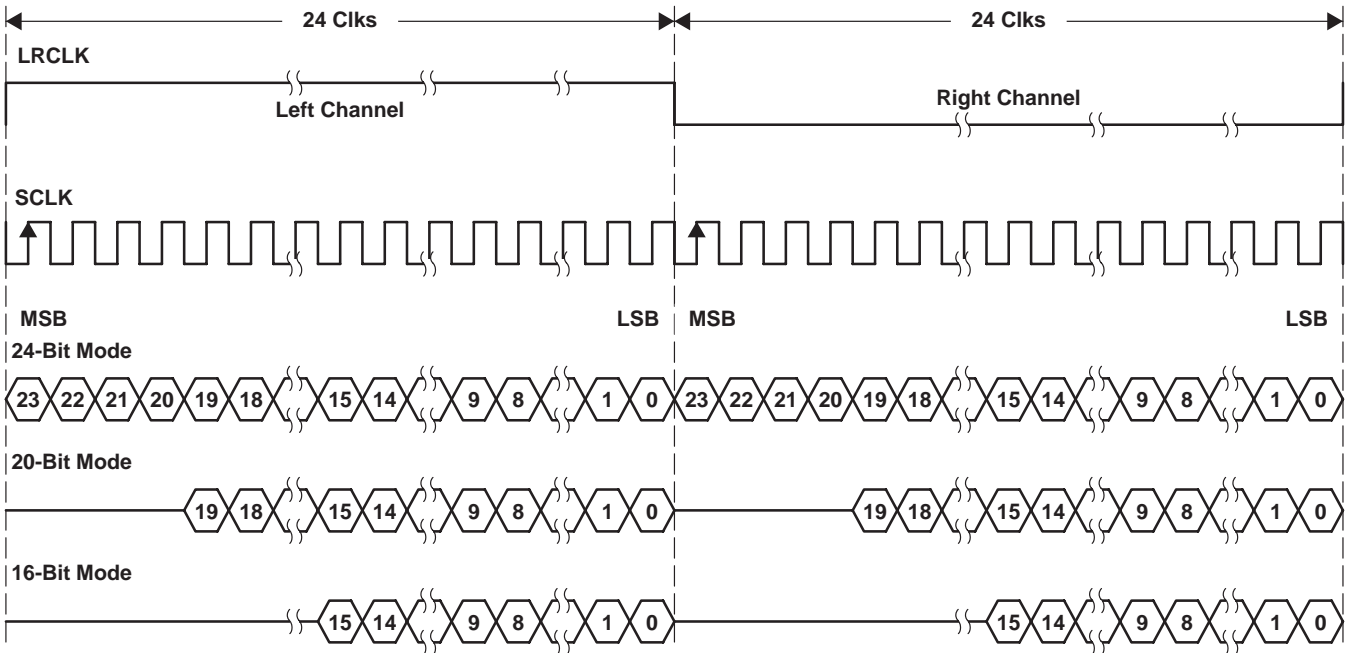 24 Clks 24 Clks
LRCLK
Left Channel Right Channel
SCLK
MSB LSB MSB LSB
24-Bit Mode
23 22 21 20 19 18 15 14 9 8 1 0 23 22 21 20 19 18 15 14 9 8 1 0
20-Bit Mode
19 18 15 14 9 8 1 0 19 18 15 14 9 8 1 0
16-Bit Mode
15 14 9 8 1 0 15 14 9 8 1 0